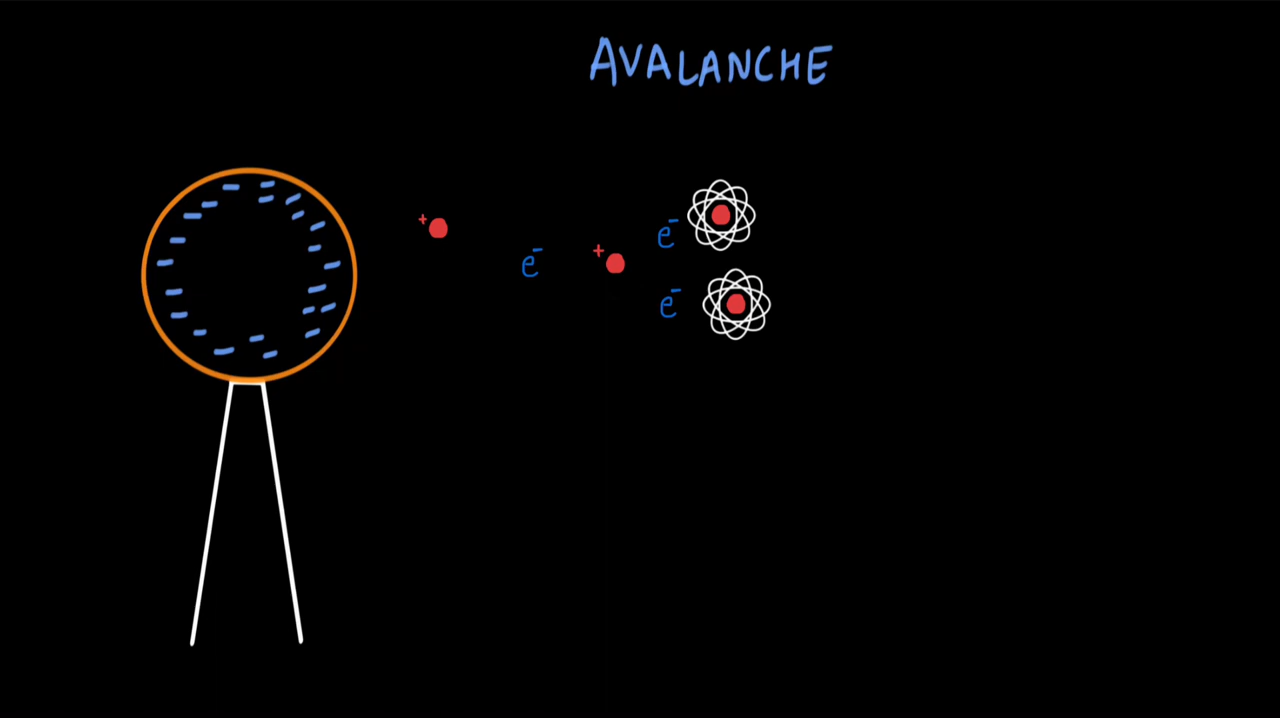 AVALANCHE
+
e⁻ + e⁻
e⁻